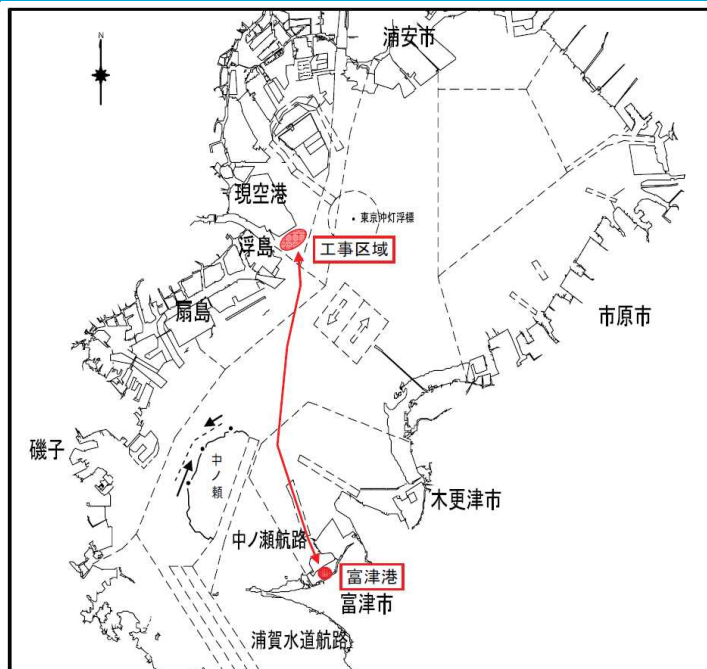 N
浦安市
現空港
・東京沖灯浮標
浮島
工事区域
扇島
市原市
磯子
中ノ頼
木更津市
中ノ瀬航路
富津港
富津市
浦賀水道航路